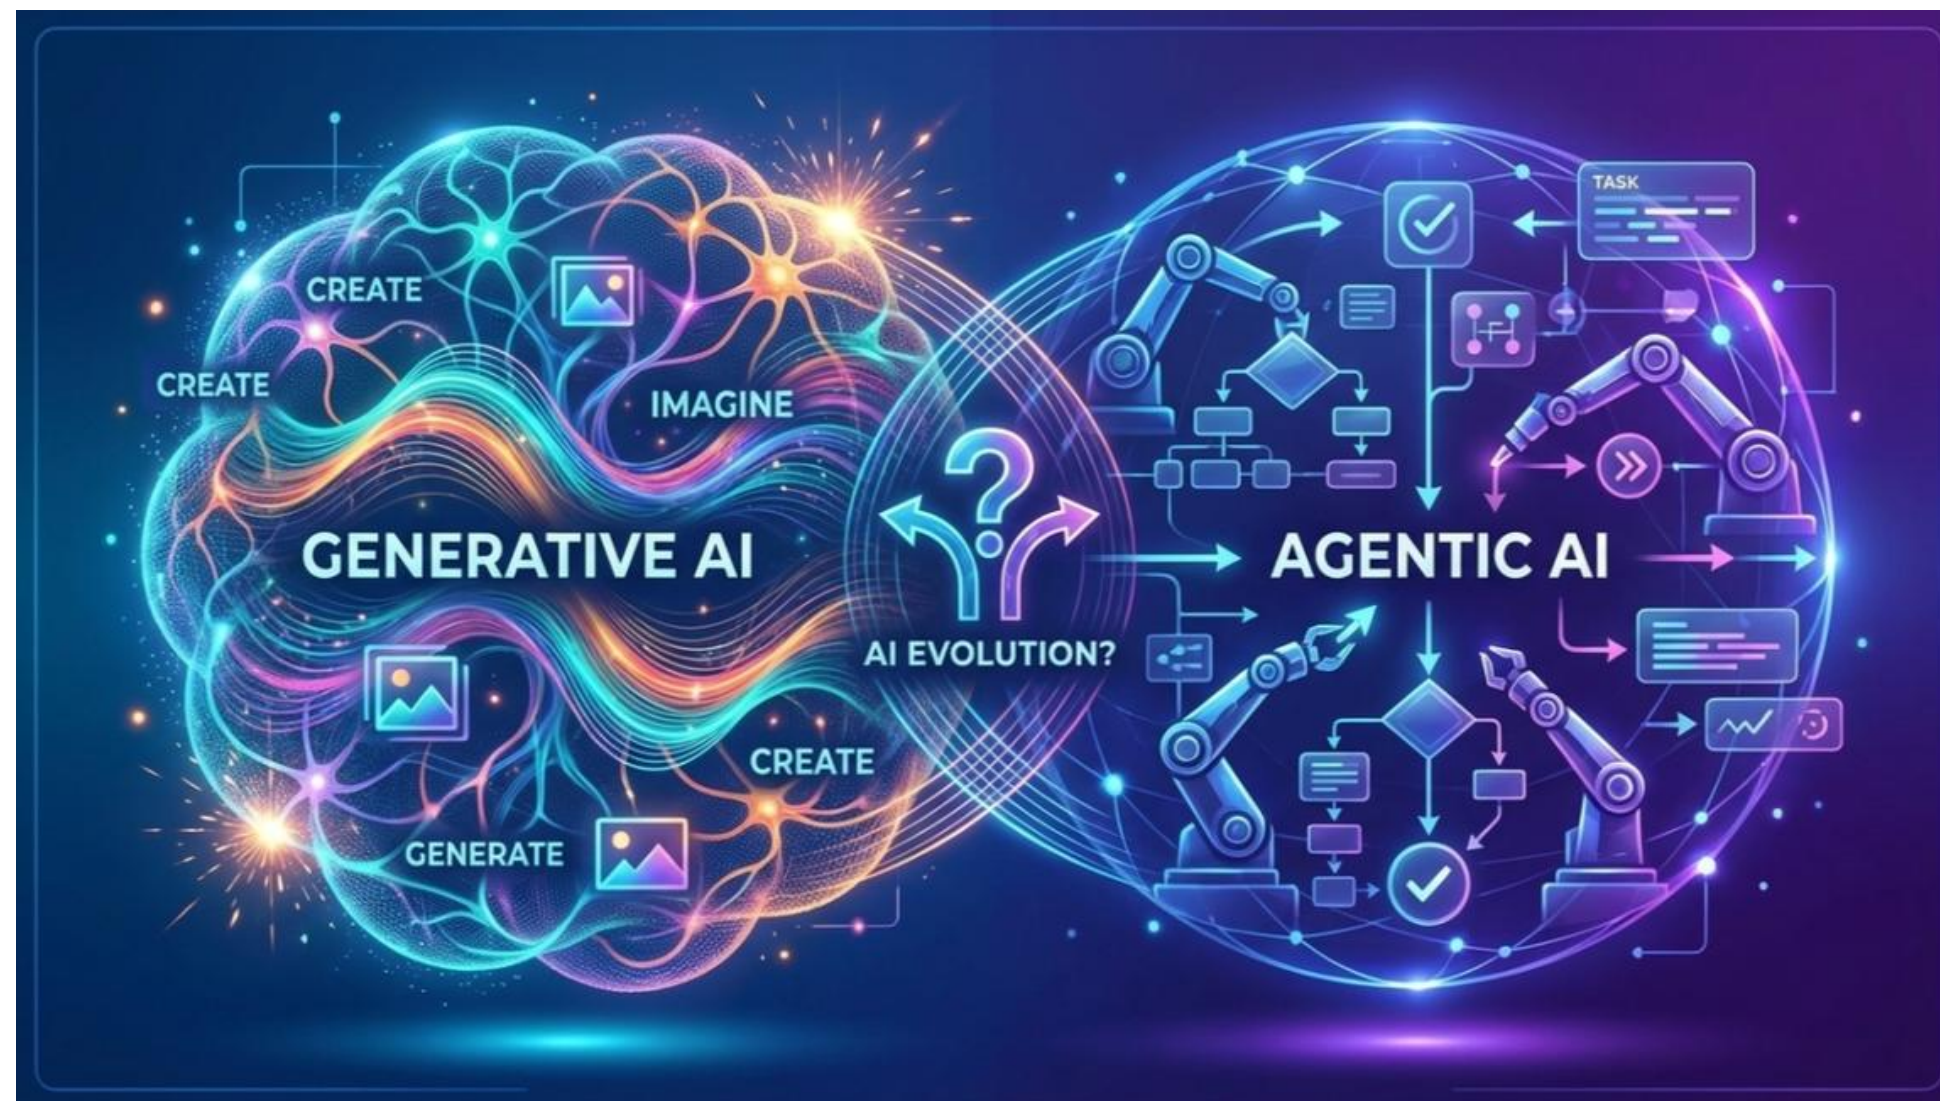 TASK
CREATE
CREATE
IMAGINE
GENERATIVE AI
AGENTIC AI
AI EVOLUTION?
CREATE
GENERATE